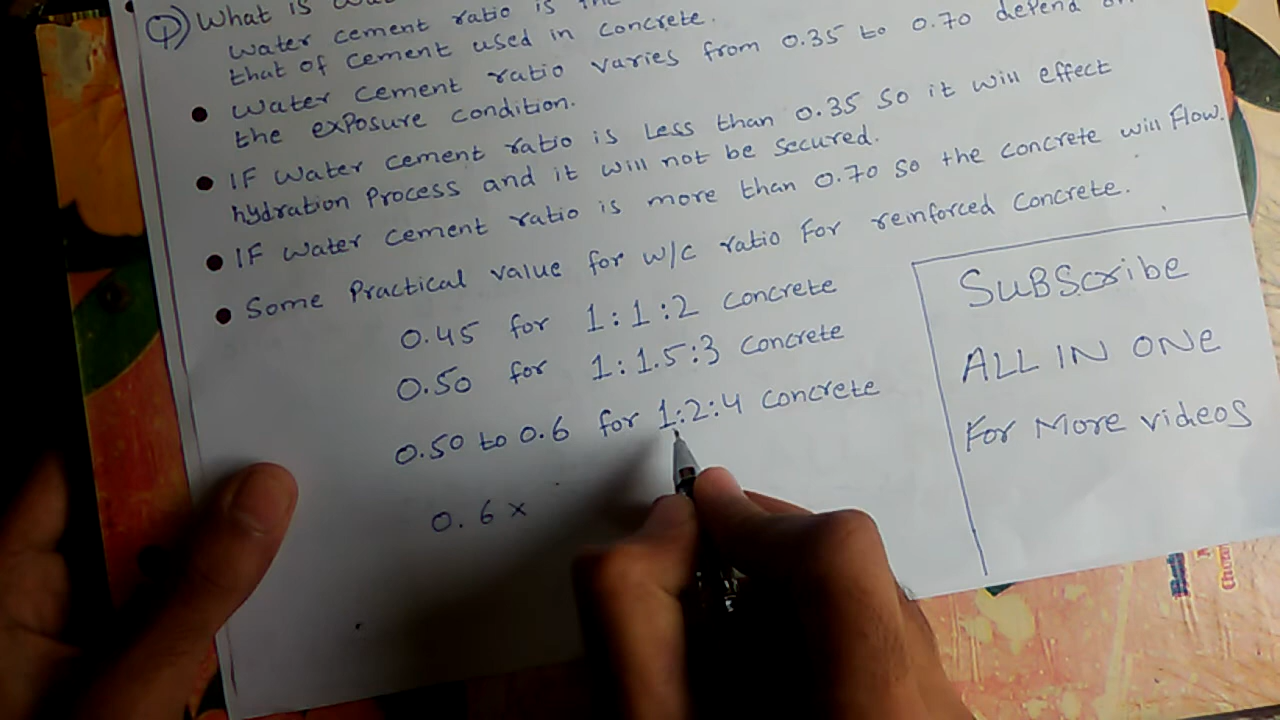 Q) What is
water cement ratio is
that of cement used in concrete.
• Water cement ratio varies from 0.35 to 0.70 depend
the exposure condition.
• IF Water cement ratio is Less than 0.35 so it will effect
hydration Process and it will not be secured.
• IF water cement ratio is more than 0.70 so the concrete will Flow.
• Some Practical value for w/c ratio For reinforced Concrete.
0.45 for 1:1:2 concrete
0.50 for 1:1.5:3 concrete
0.50 to 0.6 for 1:2:4 concrete
0.6 ×
SUBScribe
ALL IN ONE
For More videos